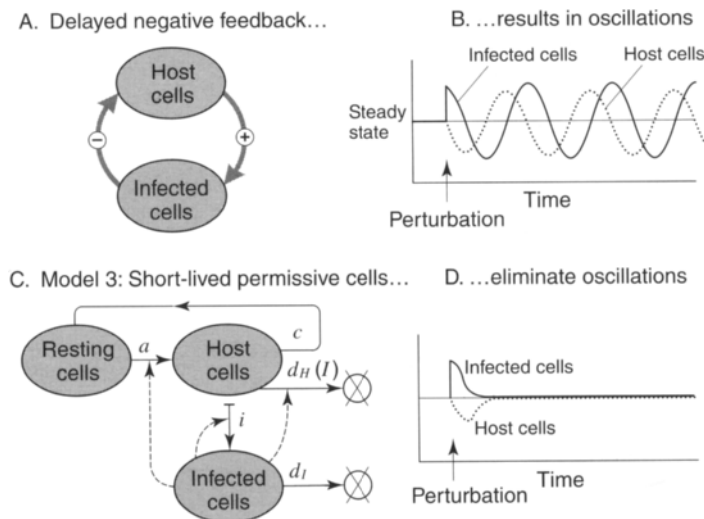 A. Delayed negative feedback…
Host
cells
−
+
Infected
cells
B. …results in oscillations
Infected cells
Host cells
Steady
state
Time
Perturbation
C. Model 3: Short-lived permissive cells…
c
Resting
cells
a
Host
cells
d_H (I)
i
Infected
cells
d_I
D. …eliminate oscillations
Infected cells
Host cells
Time
Perturbation